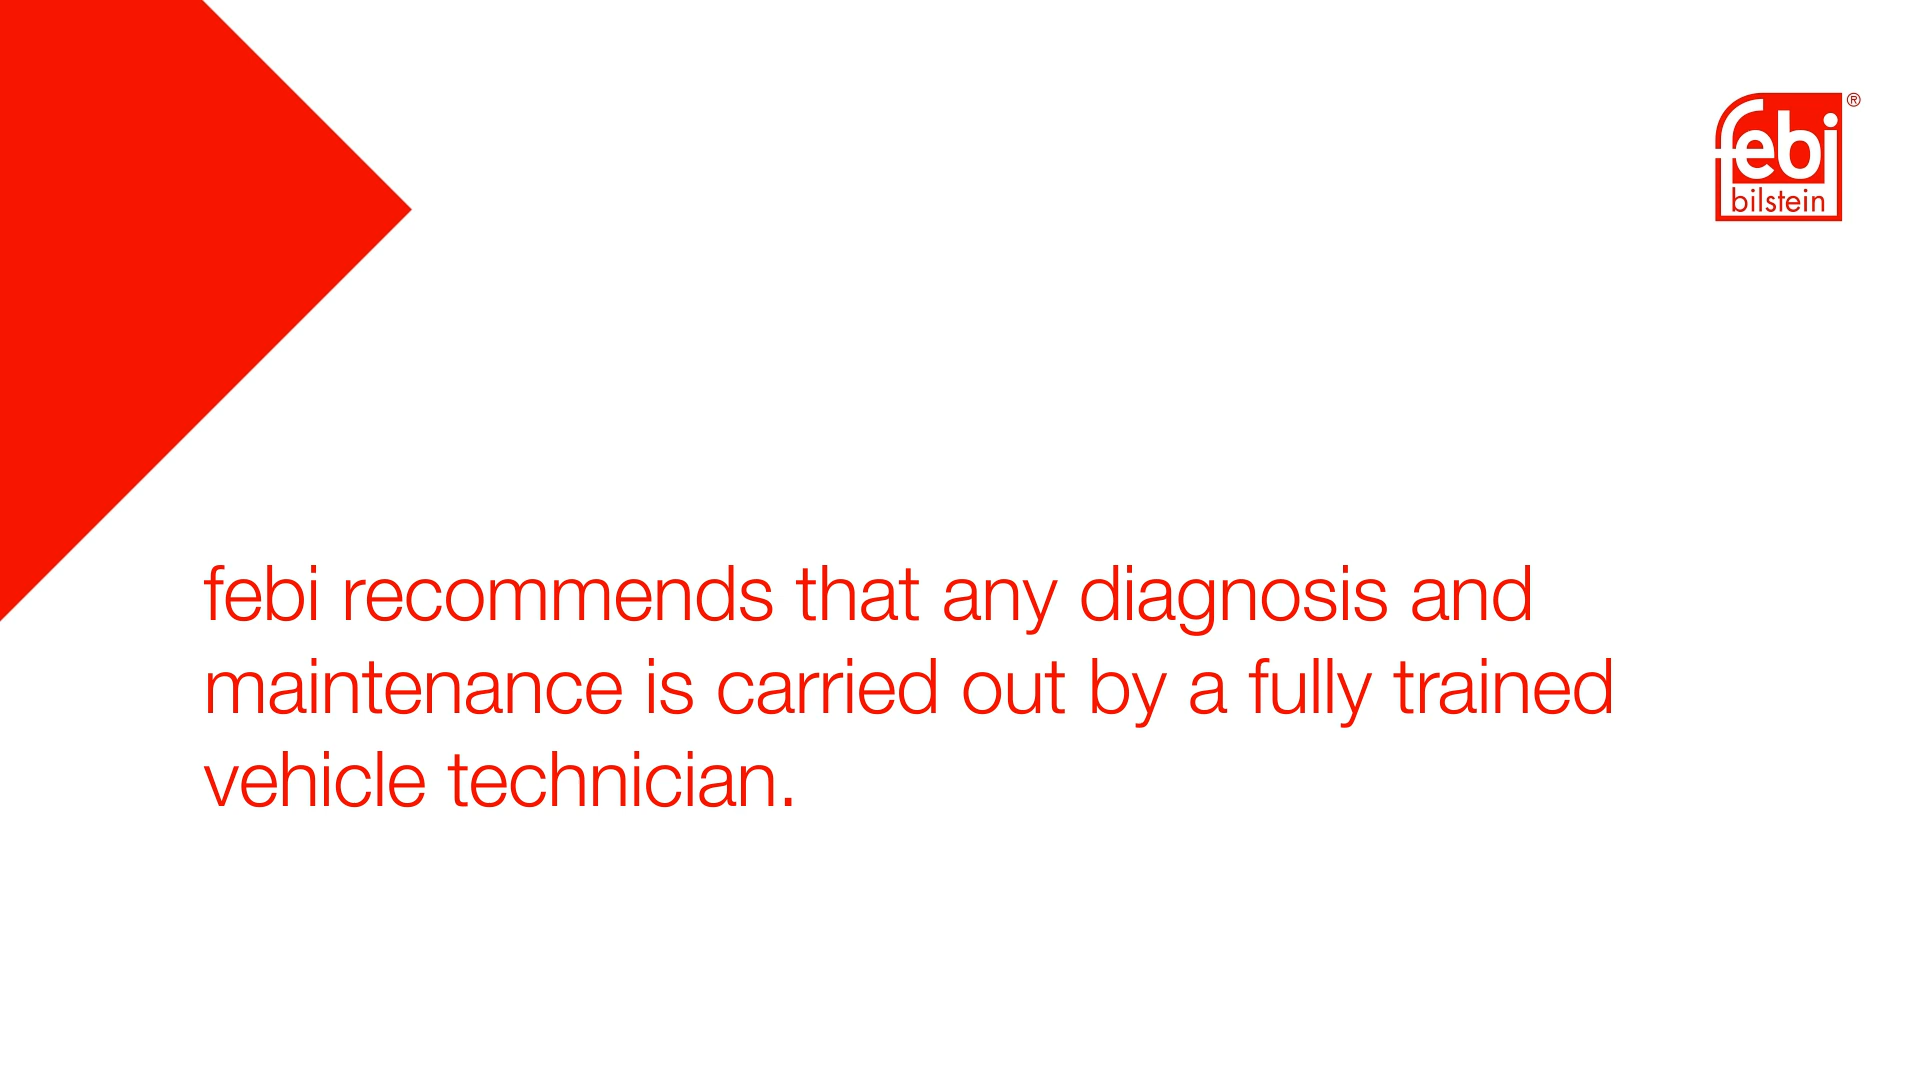 febi
bilstein
®
febi recommends that any diagnosis and
maintenance is carried out by a fully trained
vehicle technician.